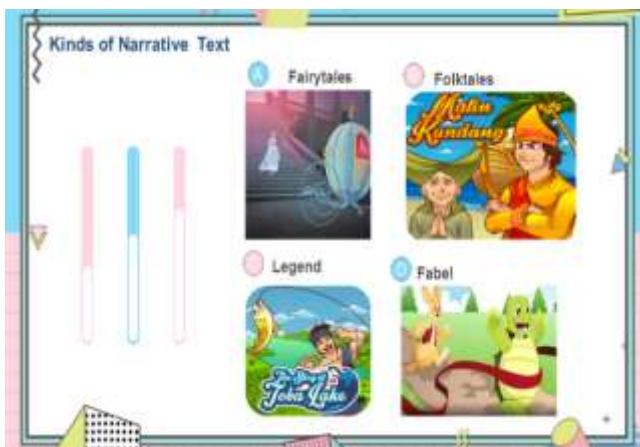 Kinds of Narrative Text
A Fairytales
Folktales
Malin
Kundang
Legend
Toba Lake
D Fabel